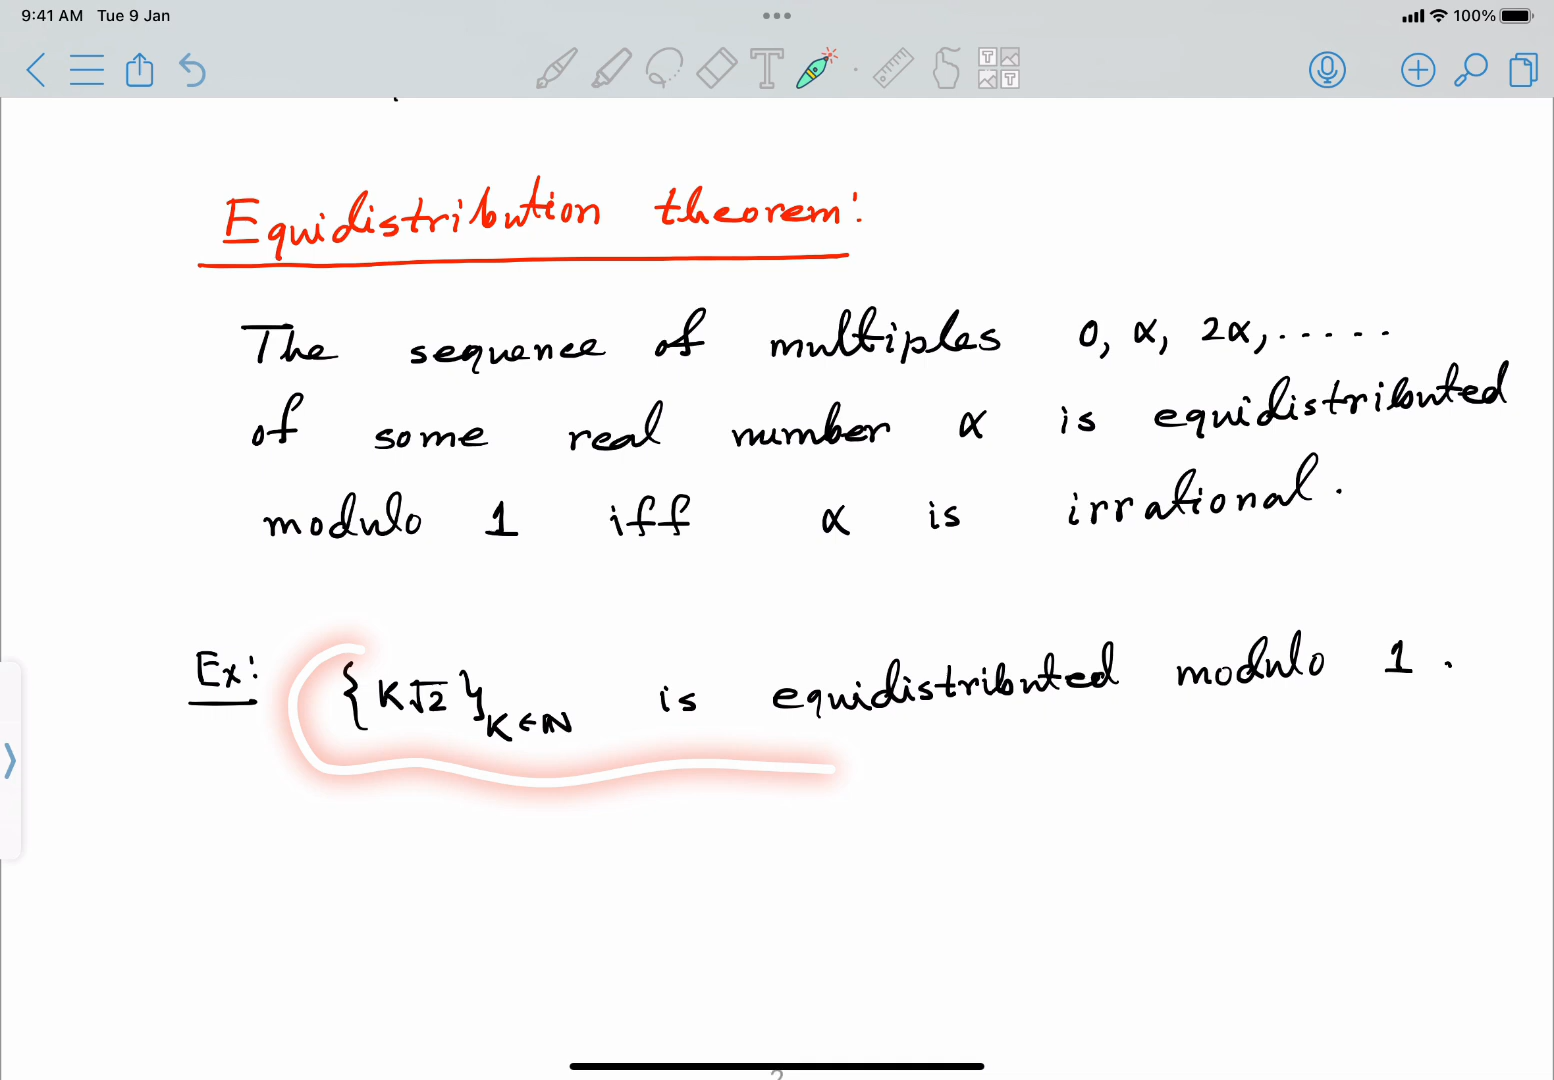 9:41 AM Tue 9 Jan 100%
Equidistribution theorem:
The sequence of multiples 0, α, 2α, .....
of some real number α is equidistributed
modulo 1 iff α is irrational.
Ex: {K√2}K∈ℕ is equidistributed modulo 1.